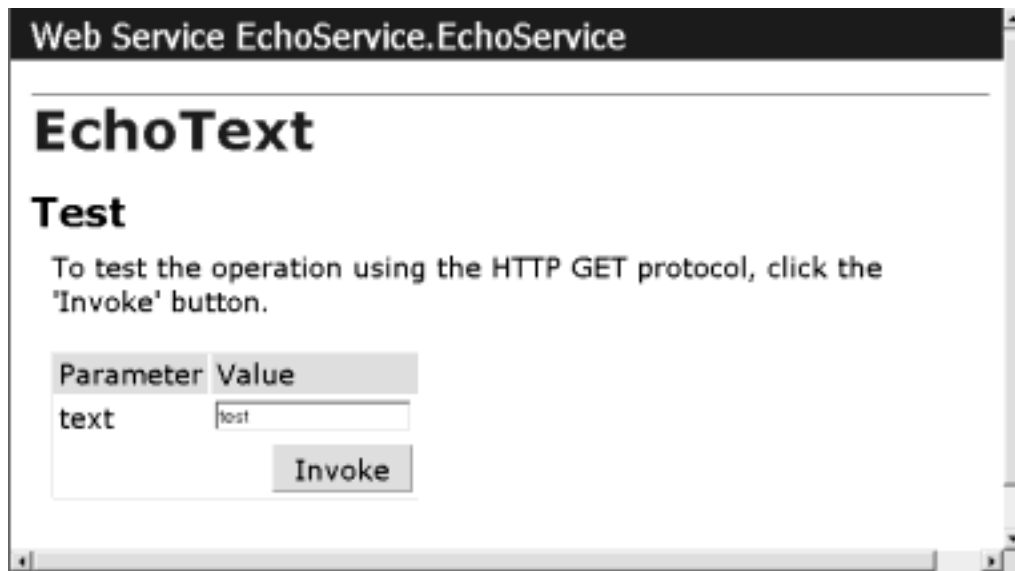 Web Service EchoService.EchoService
EchoText
Test
To test the operation using the HTTP GET protocol, click the
'Invoke' button.
Parameter Value
text test
Invoke